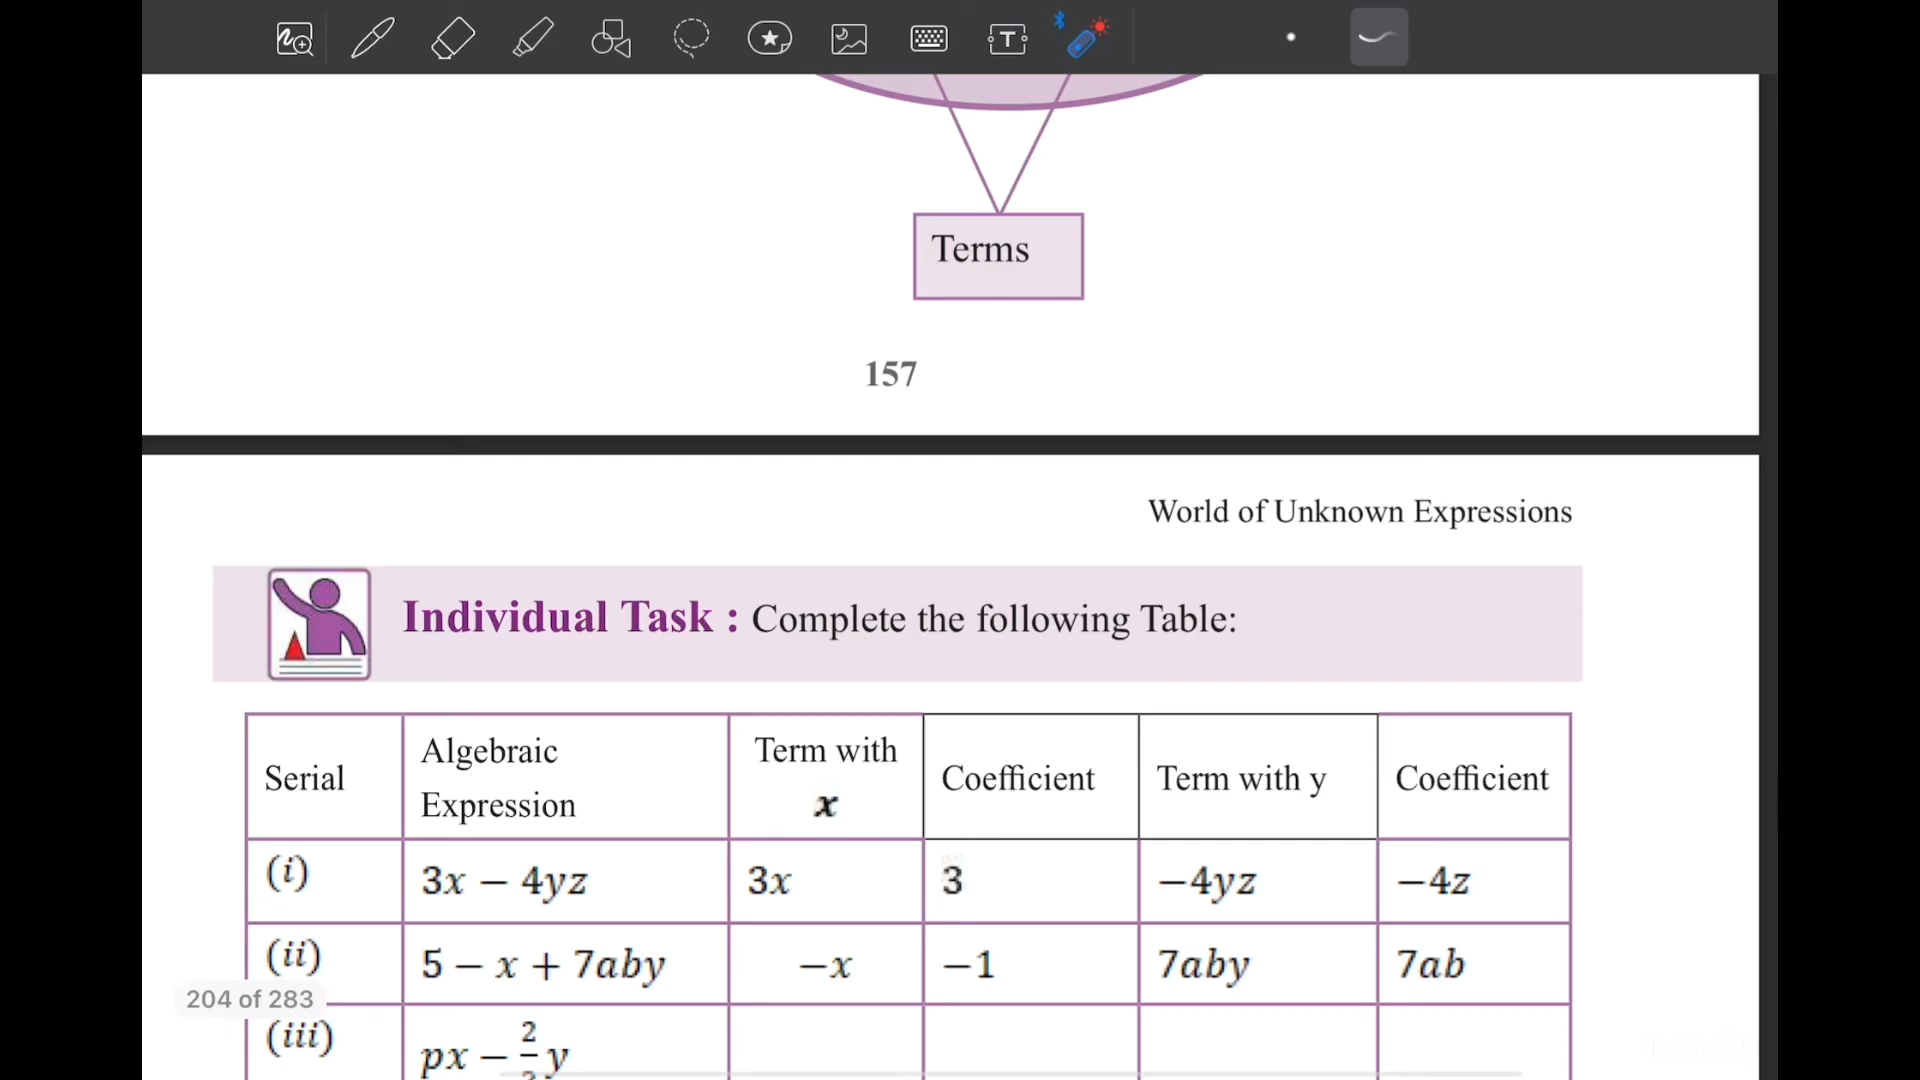 T
Terms
157
World of Unknown Expressions
Individual Task : Complete the following Table:
Serial
Algebraic
Expression
Term with
x
Coefficient
Term with y
Coefficient
(i)
3x − 4yz
3x
3
−4yz
−4z
(ii)
5 − x + 7aby
−x
−1
7aby
7ab
204 of 283
(iii)
px − 2/ y